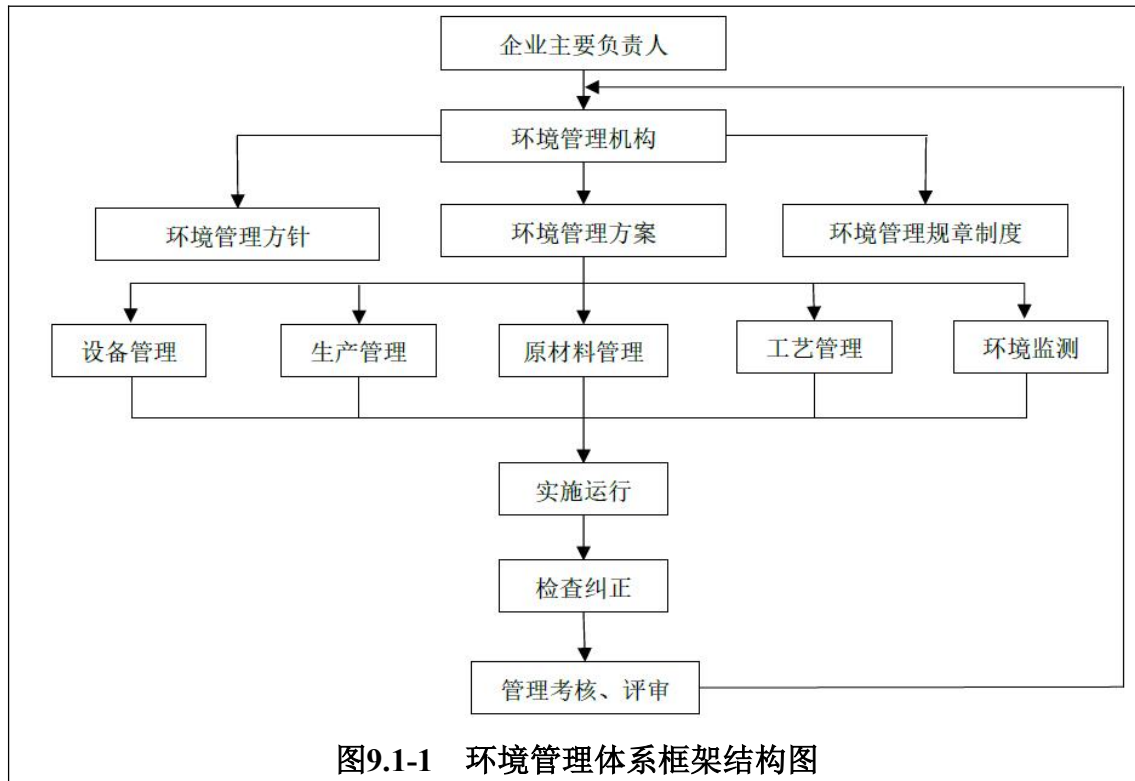 企业主要负责人
环境管理机构
环境管理方针
环境管理方案
环境管理规章制度
设备管理
生产管理
原材料管理
工艺管理
环境监测
实施运行
检查纠正
管理考核、评审
图9.1-1 环境管理体系框架结构图